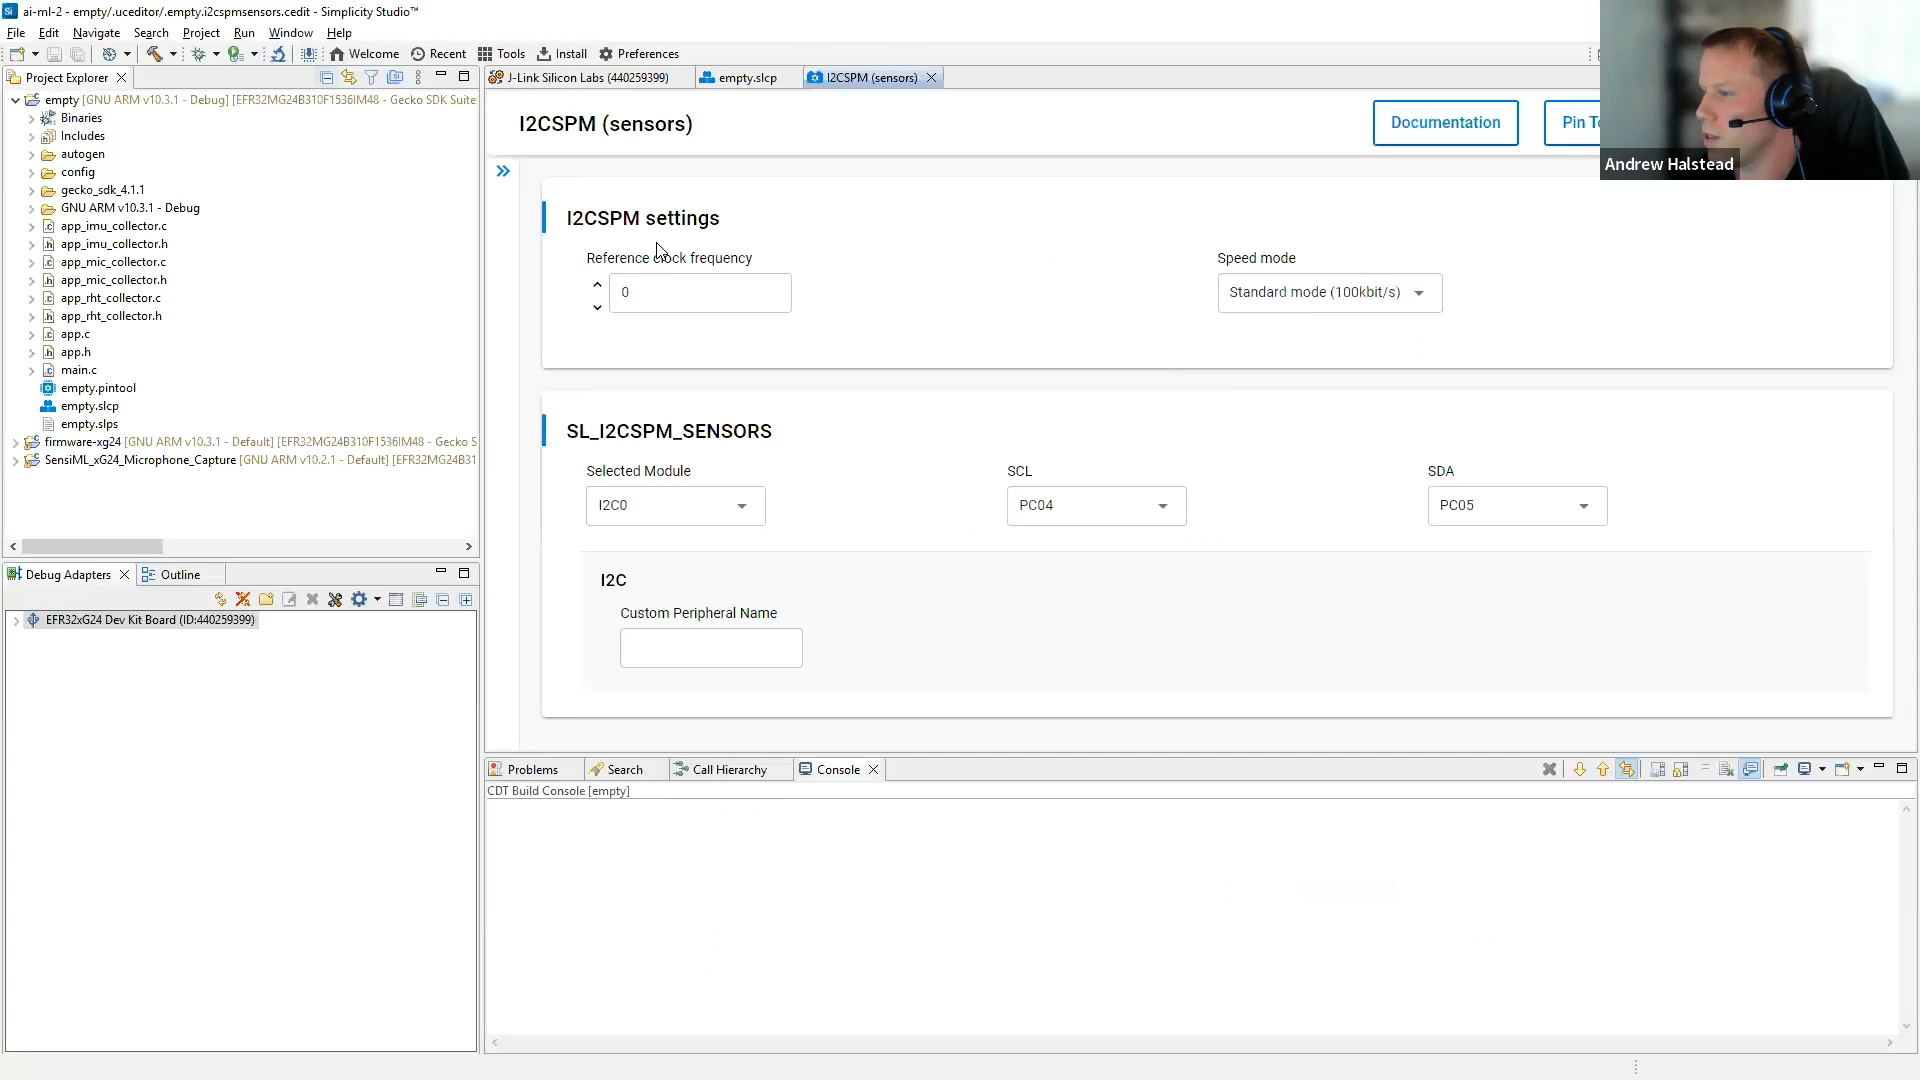 ai-ml-2 - empty/.uceditor/.empty.i2cspmsensors.cedit - Simplicity Studio™
File Edit Navigate Search Project Run Window Help
Welcome Recent Tools Install Preferences
Project Explorer
J-Link Silicon Labs (440259399) empty.slcp I2CSPM (sensors)
empty [GNU ARM v10.3.1 - Debug] [EFR32MG24B310F1536IM48 - Gecko SDK Suite
Binaries
Includes
autogen
config
gecko_sdk_4.1.1
GNU ARM v10.3.1 - Debug
app_imu_collector.c
app_imu_collector.h
app_mic_collector.c
app_mic_collector.h
app_rht_collector.c
app_rht_collector.h
app.c
app.h
main.c
empty.pintool
empty.slcp
empty.slps
firmware-xg24 [GNU ARM v10.3.1 - Default] [EFR32MG24B310F1536IM48 - Gecko S
SensiML_xG24_Microphone_Capture [GNU ARM v10.2.1 - Default] [EFR32MG24B31
Debug Adapters Outline
EFR32xG24 Dev Kit Board (ID:440259399)
I2CSPM (sensors)
Documentation
Pin To
Andrew Halstead
I2CSPM settings
Reference clock frequency
0
Speed mode
Standard mode (100kbit/s)
SL_I2CSPM_SENSORS
Selected Module SCL SDA
I2C0 PC04 PC05
I2C
Custom Peripheral Name
Problems Search Call Hierarchy Console
CDT Build Console [empty]